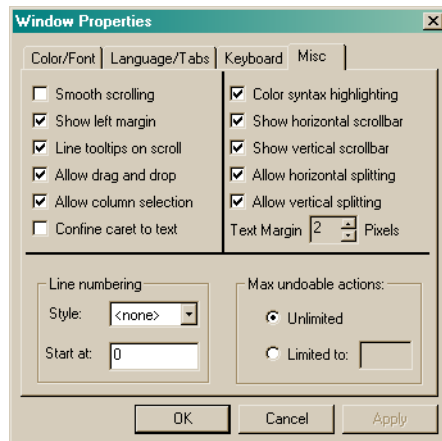 Window Properties
Color/Font
Language/Tabs
Keyboard
Misc
Smooth scrolling
Show left margin
Line tooltips on scroll
Allow drag and drop
Allow column selection
Confine caret to text
Color syntax highlighting
Show horizontal scrollbar
Show vertical scrollbar
Allow horizontal splitting
Allow vertical splitting
Text Margin 2 Pixels
Line numbering
Style: <none>
Start at: 0
Max undoable actions:
Unlimited
Limited to:
OK
Cancel
Apply